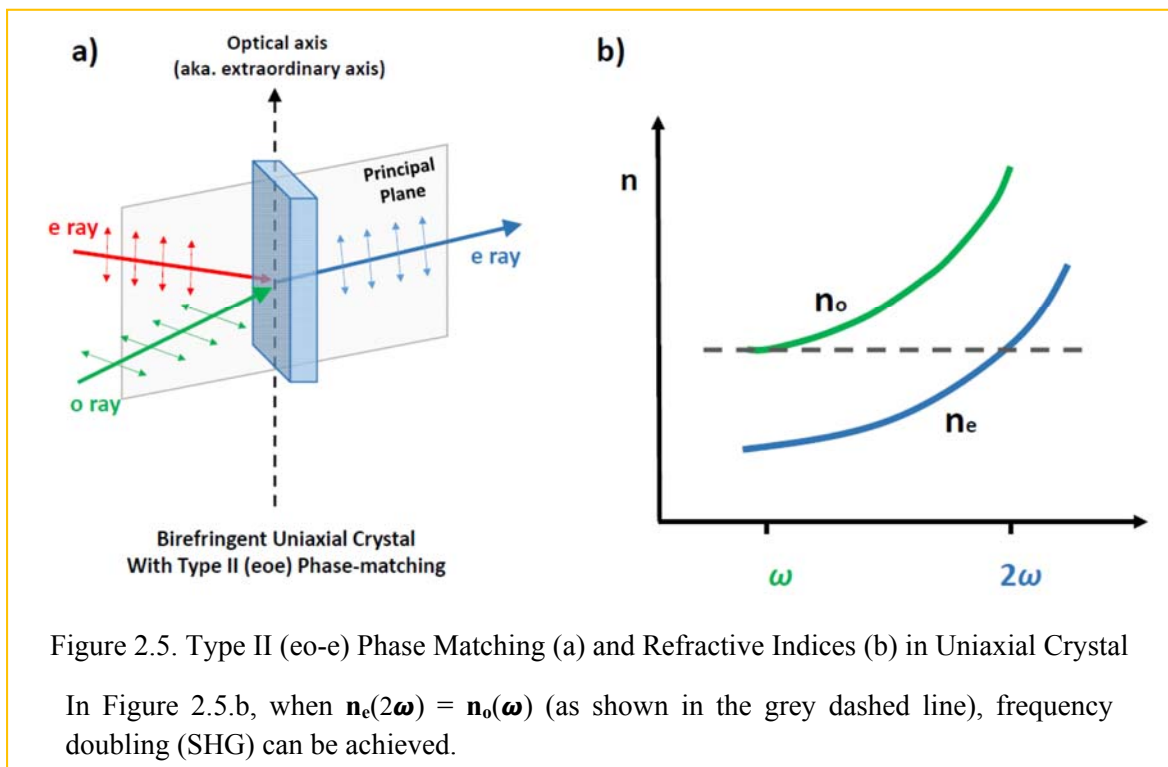 a)
Optical axis
(aka. extraordinary axis)
Principal
Plane
e ray
e ray
o ray
Birefringent Uniaxial Crystal
With Type II (eoe) Phase-matching
b)
n
nₒ
nₑ
ω
2ω
Figure 2.5. Type II (eo-e) Phase Matching (a) and Refractive Indices (b) in Uniaxial Crystal
In Figure 2.5.b, when nₑ(2ω) = nₒ(ω) (as shown in the grey dashed line), frequency
doubling (SHG) can be achieved.